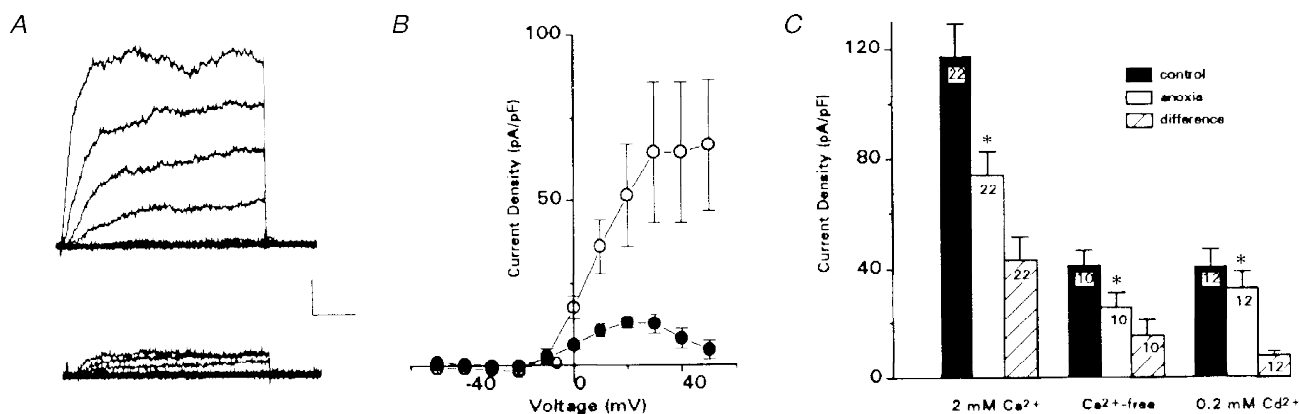 A
B
C
100
50
Current Density (pA/pF)
-40
0
40
Voltage (mV)
120
80
40
0
Current Density (pA/pF)
control
anoxia
difference
22
*
22
22
10
*
10
10
12
*
12
12
2 mM Ca²⁺
Ca²⁺-free
0.2 mM Cd²⁺